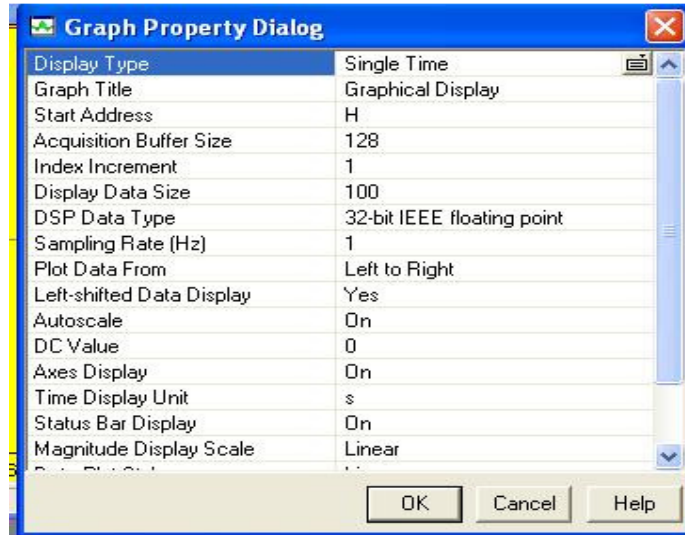 Graph Property Dialog
Display Type Single Time
Graph Title Graphical Display
Start Address H
Acquisition Buffer Size 128
Index Increment 1
Display Data Size 100
DSP Data Type 32-bit IEEE floating point
Sampling Rate (Hz) 1
Plot Data From Left to Right
Left-shifted Data Display Yes
Autoscale On
DC Value 0
Axes Display On
Time Display Unit s
Status Bar Display On
Magnitude Display Scale Linear
OK Cancel Help